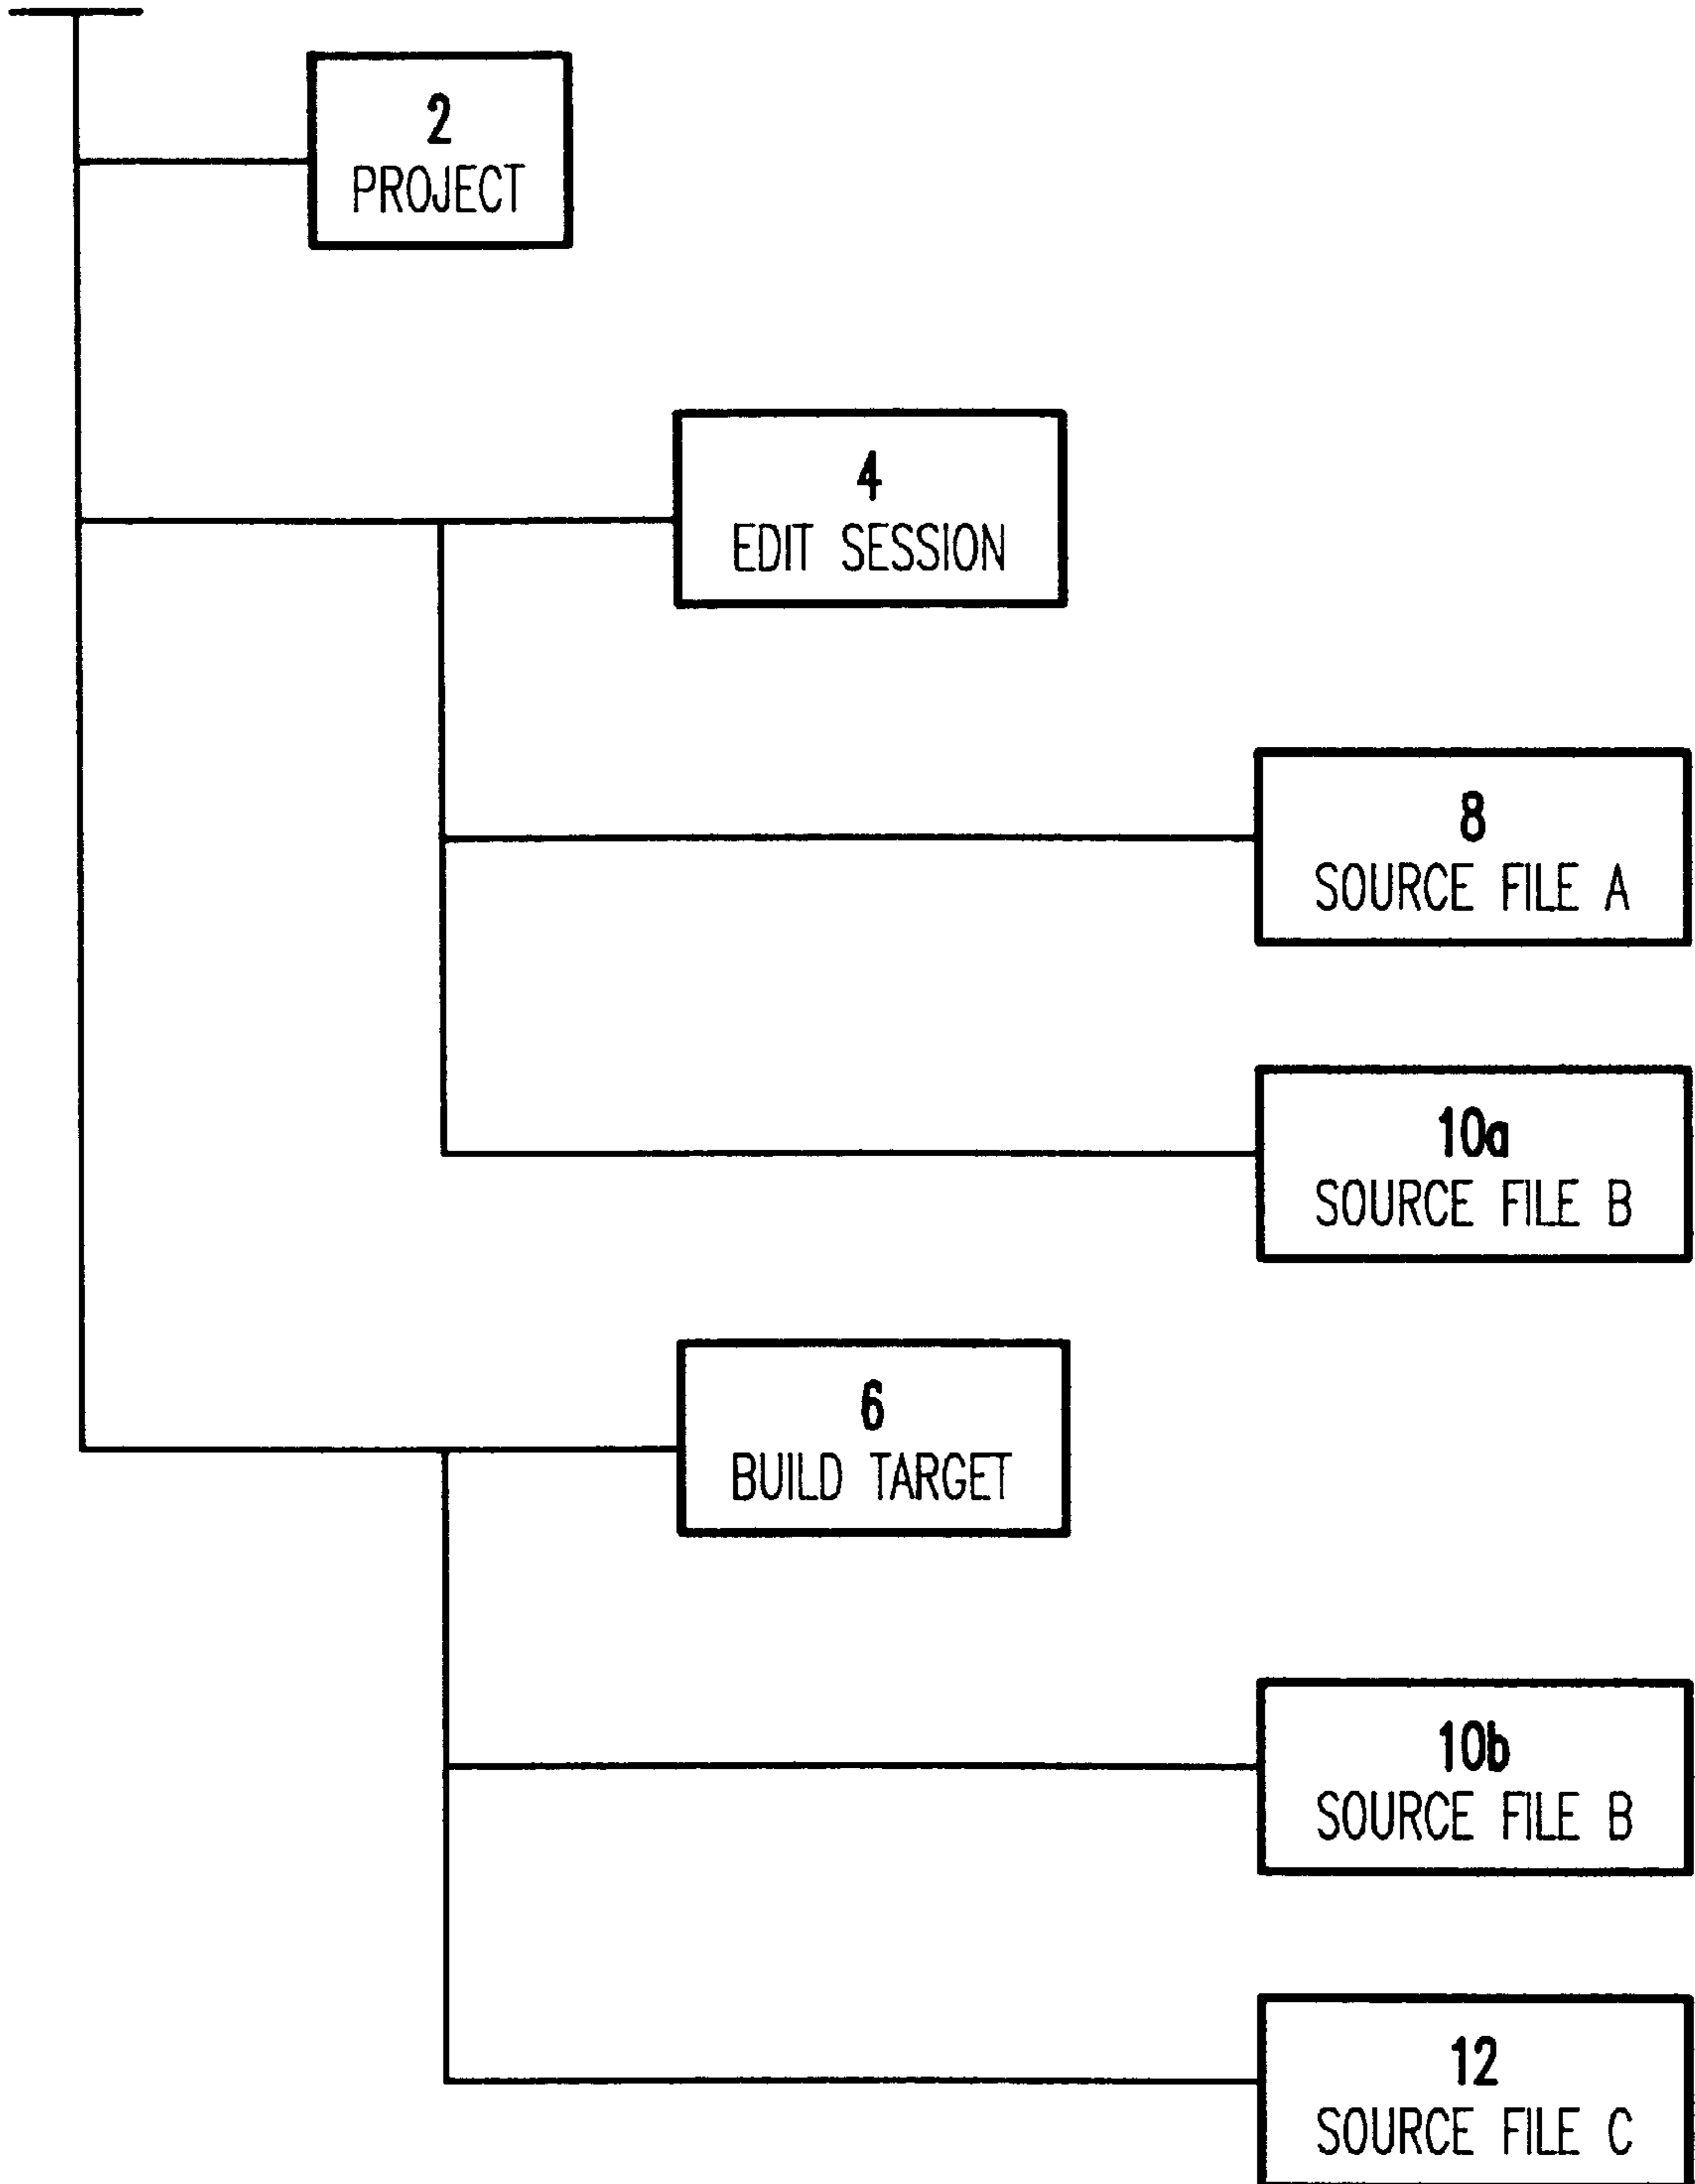 2
PROJECT
4
EDIT SESSION
8
SOURCE FILE A
10a
SOURCE FILE B
6
BUILD TARGET
10b
SOURCE FILE B
12
SOURCE FILE C